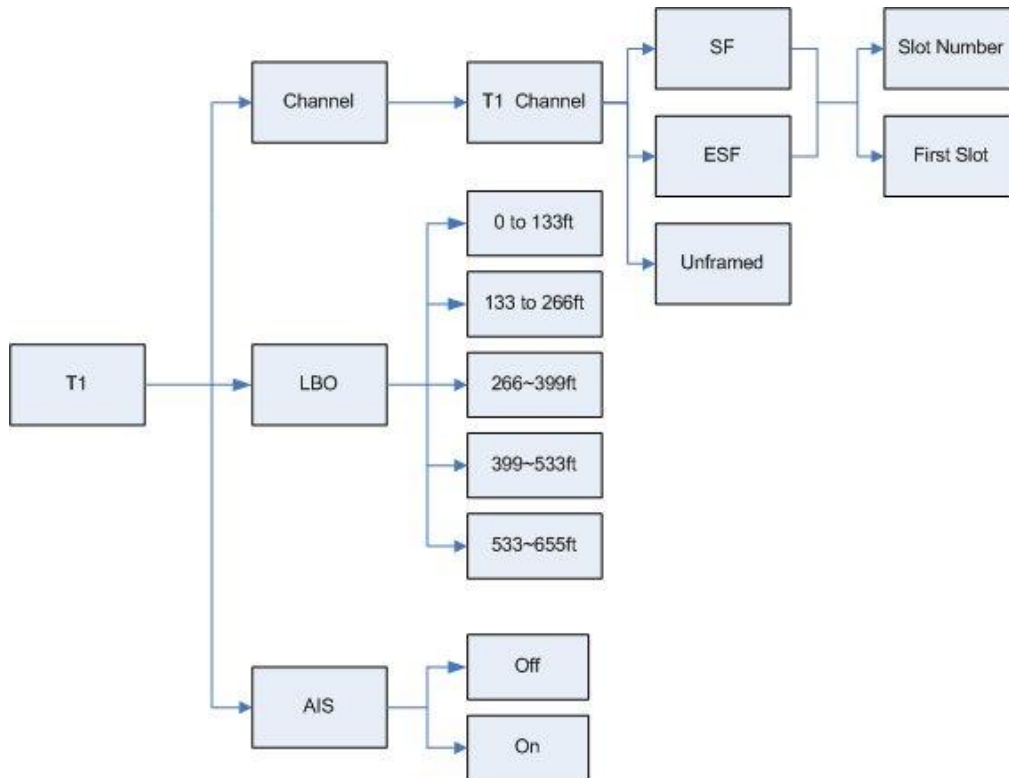 T1
Channel
T1 Channel
SF
ESF
Unframed
Slot Number
First Slot
LBO
0 to 133ft
133 to 266ft
266~399ft
399~533ft
533~655ft
AIS
Off
On